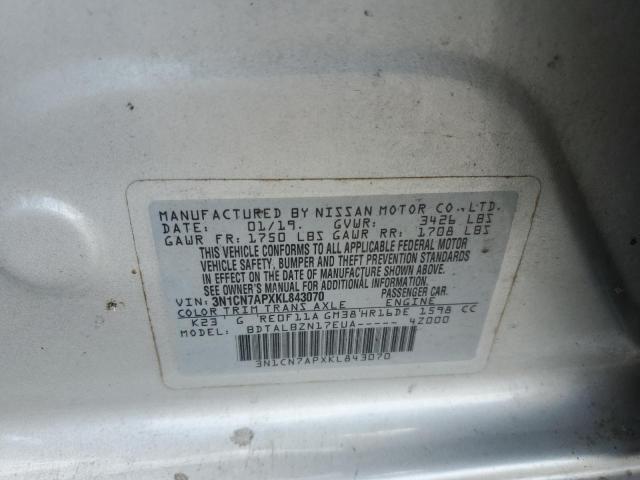 MANUFACTURED BY NISSAN MOTOR CO., LTD.
DATE: 01/19. GVWR: 3426 LBS
GAWR FR: 1750 LBS GAWR RR: 1708 LBS
THIS VEHICLE CONFORMS TO ALL APPLICABLE FEDERAL MOTOR
VEHICLE SAFETY, BUMPER AND THEFT PREVENTION STANDARDS
IN EFFECT ON THE DATE OF MANUFACTURE SHOWN ABOVE.
SEE OWNER'S MANUAL FOR ADDITIONAL INFORMATION.
VIN: 3N1CN7APXKL843070 PASSENGER CAR.
COLOR TRIM TRANS AXLE ENGINE
K23 G RE0F11A GM38 HR16DE 1598 CC
MODEL: BDTALBZN17EUA----- 4Z000
3N1CN7APXKL843070